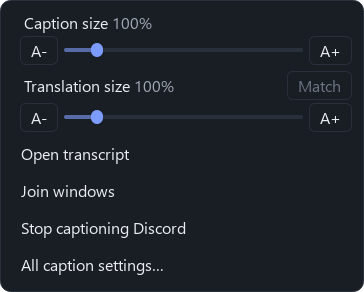 Caption size 100%
A- A+
Translation size 100% Match
A- A+
Open transcript
Join windows
Stop captioning Discord
All caption settings...